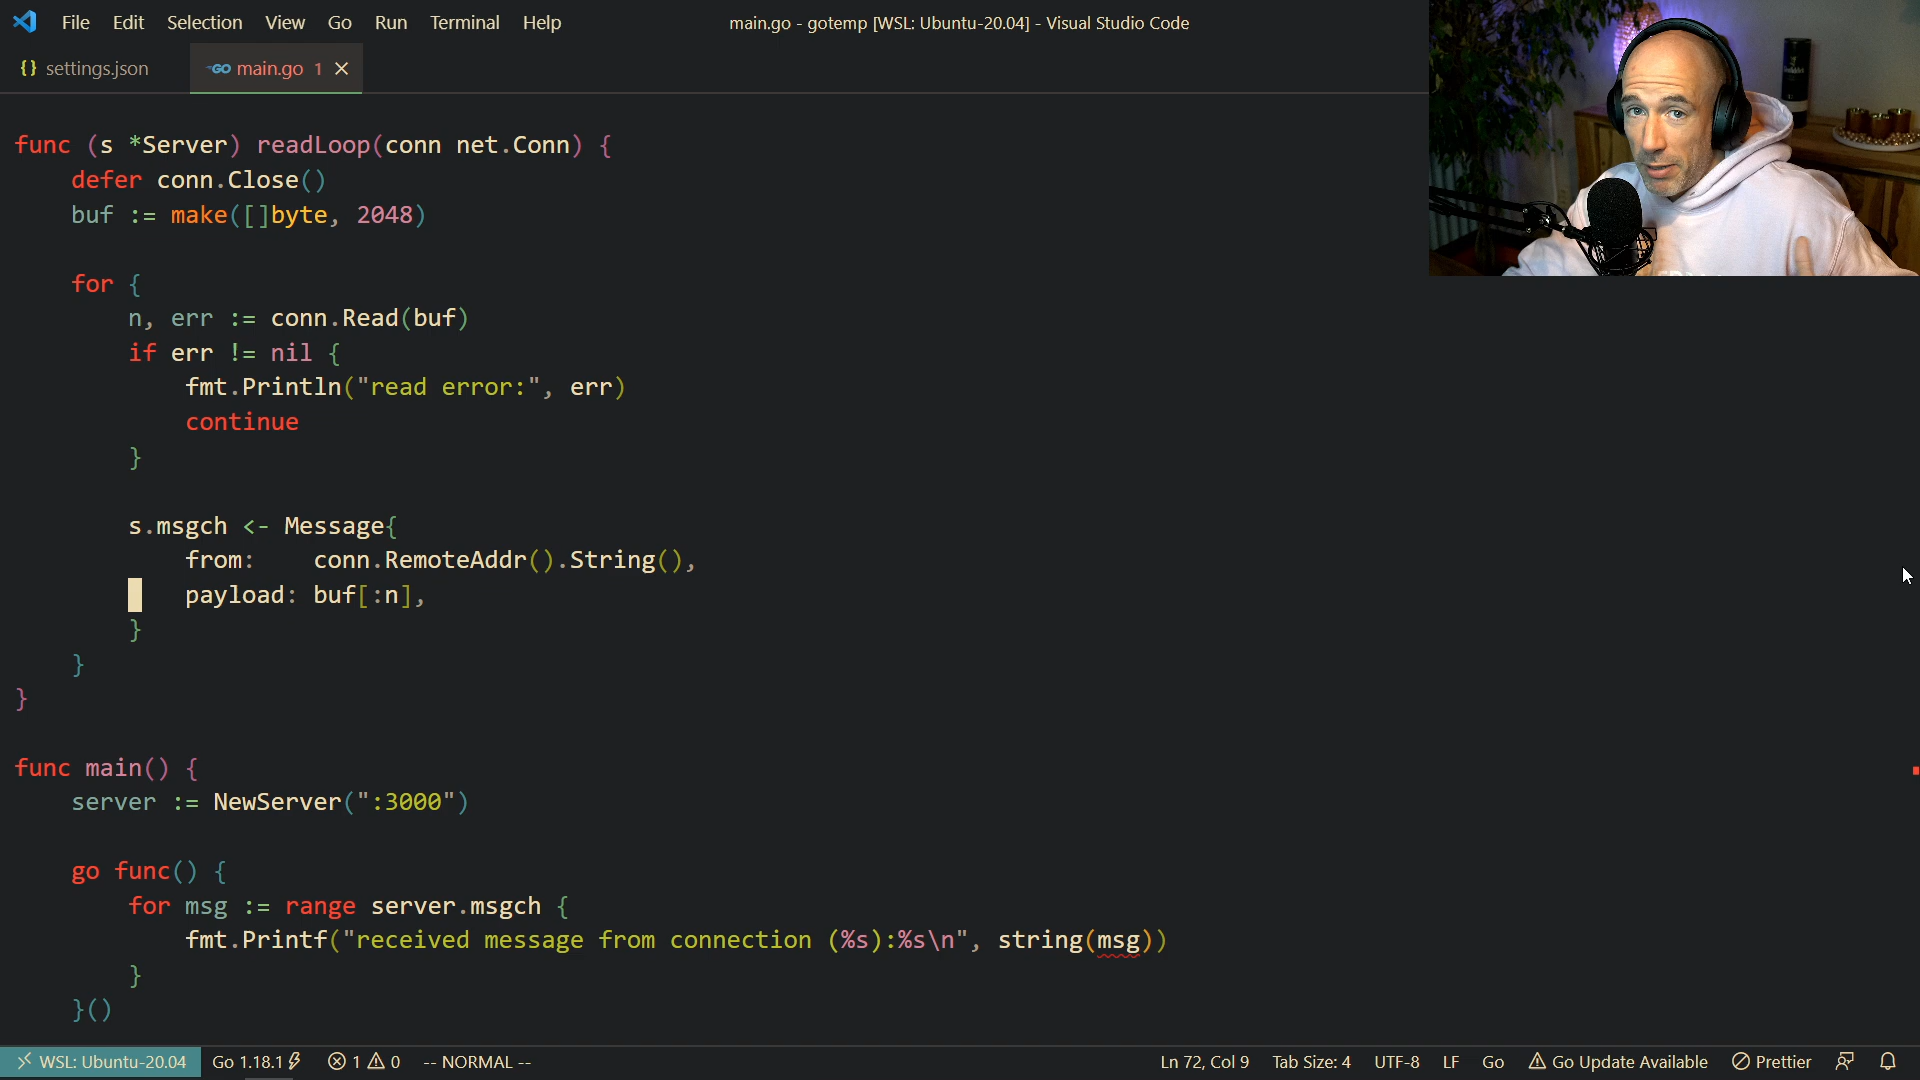 File Edit Selection View Go Run Terminal Help main.go - gotemp [WSL: Ubuntu-20.04] - Visual Studio Code
{} settings.json GO main.go 1
func (s *Server) readLoop(conn net.Conn) {
defer conn.Close()
buf := make([]byte, 2048)
for {
n, err := conn.Read(buf)
if err != nil {
fmt.Println("read error:", err)
continue
}
s.msgch <- Message{
from: conn.RemoteAddr().String(),
payload: buf[:n],
}
}
}
func main() {
server := NewServer(":3000")
go func() {
for msg := range server.msgch {
fmt.Printf("received message from connection (%s):%s\n", string(msg))
}
}()
WSL: Ubuntu-20.04 Go 1.18.1 1 0 -- NORMAL -- Ln 72, Col 9 Tab Size: 4 UTF-8 LF Go Go Update Available Prettier